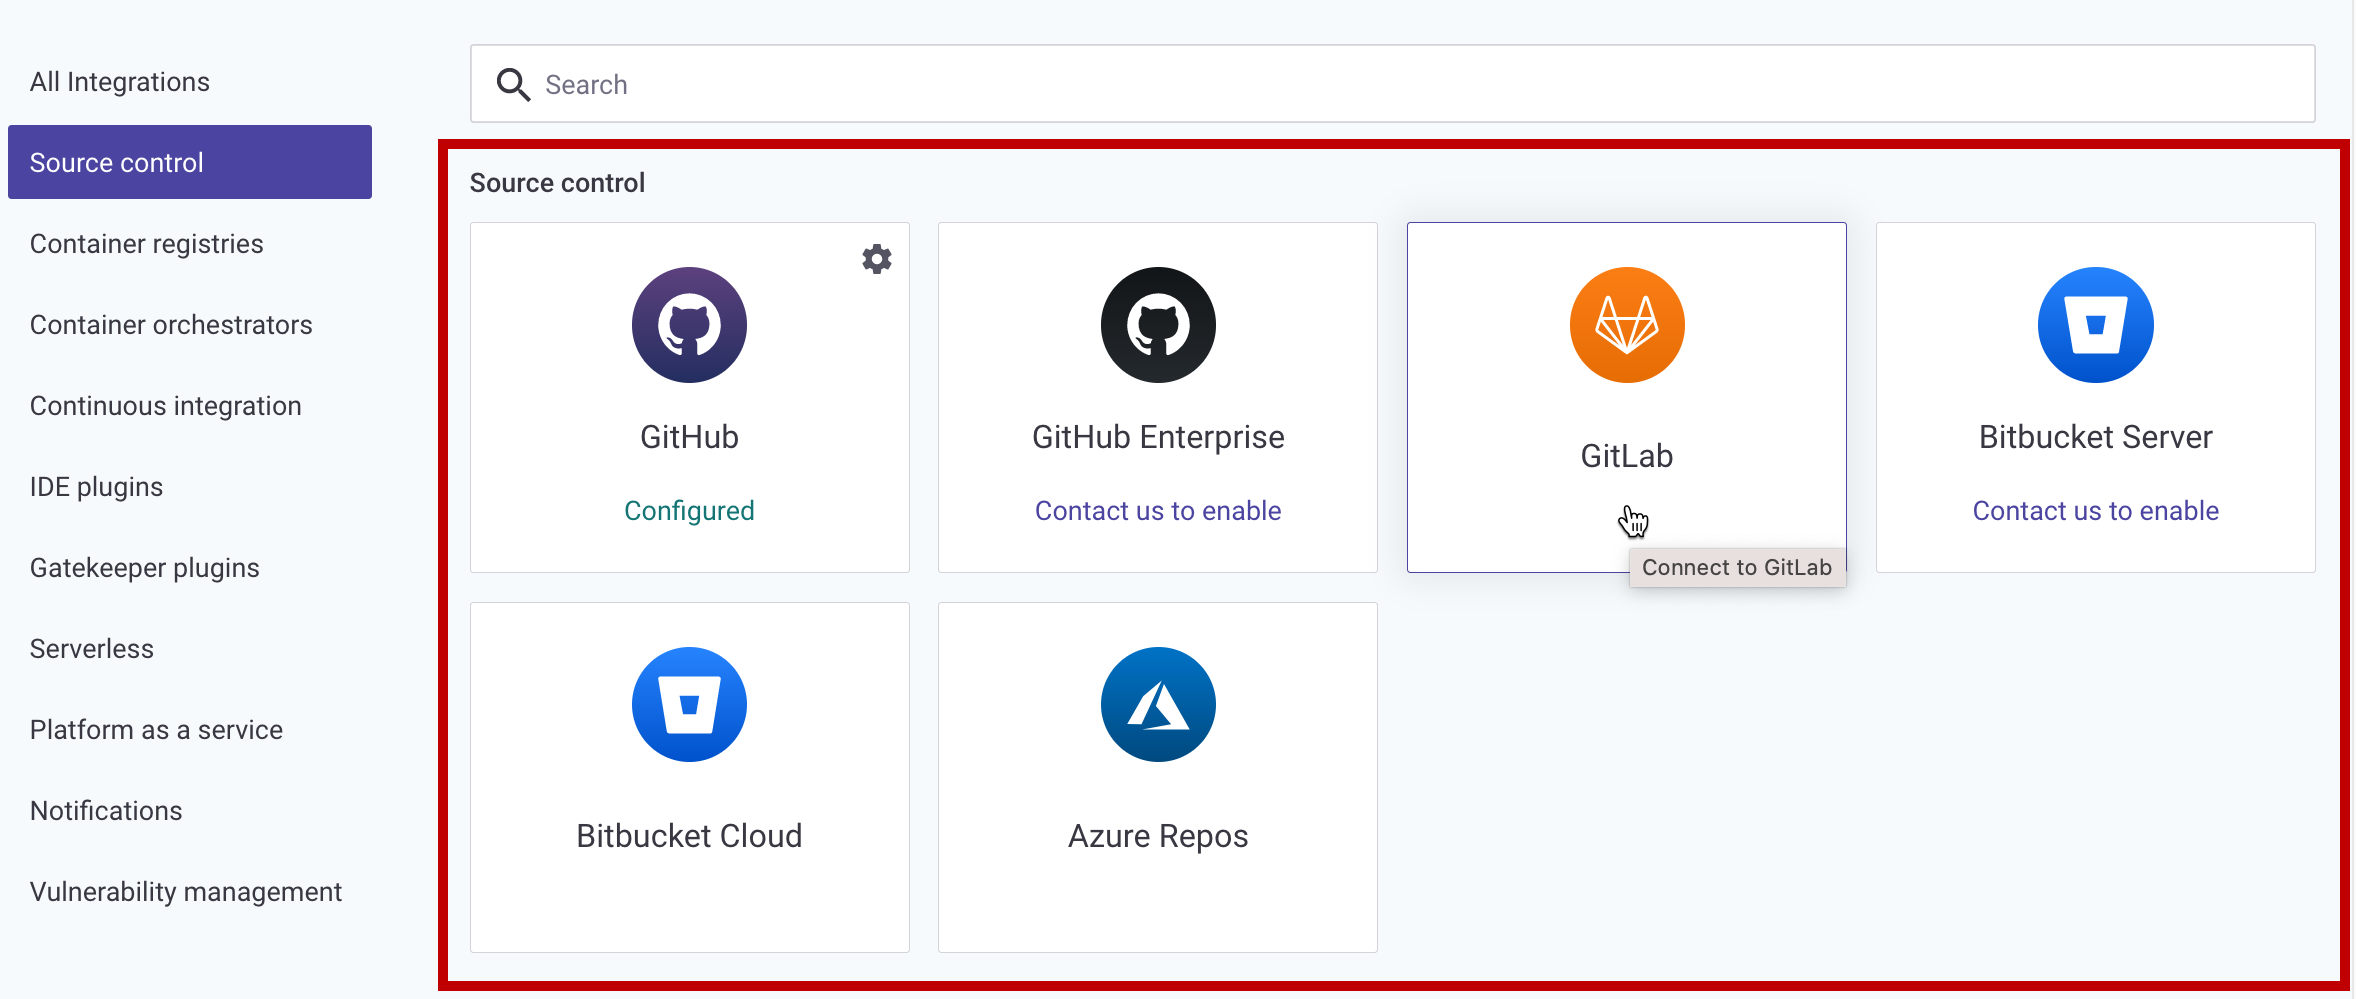 All Integrations
Source control
Container registries
Container orchestrators
Continuous integration
IDE plugins
Gatekeeper plugins
Serverless
Platform as a service
Notifications
Vulnerability management
Search
Source control
GitHub
Configured
GitHub Enterprise
Contact us to enable
GitLab
Connect to GitLab
Bitbucket Server
Contact us to enable
Bitbucket Cloud
Azure Repos